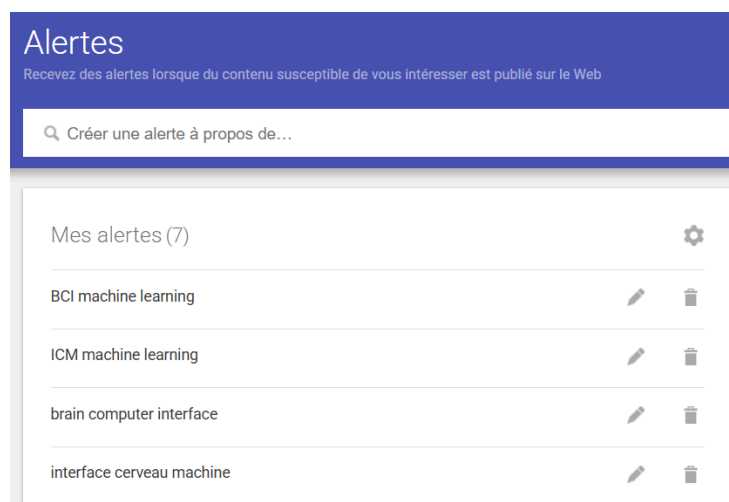 Alertes
Recevez des alertes lorsque du contenu susceptible de vous intéresser est publié sur le Web
Créer une alerte à propos de…
Mes alertes (7)
BCI machine learning
ICM machine learning
brain computer interface
interface cerveau machine